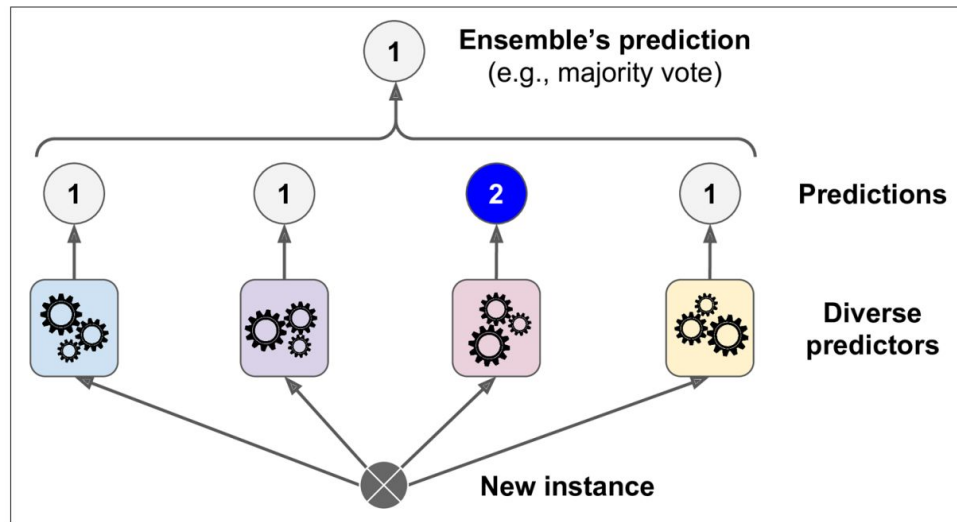 1
Ensemble’s prediction
(e.g., majority vote)
1 1 2 1 Predictions
Diverse
predictors
New instance